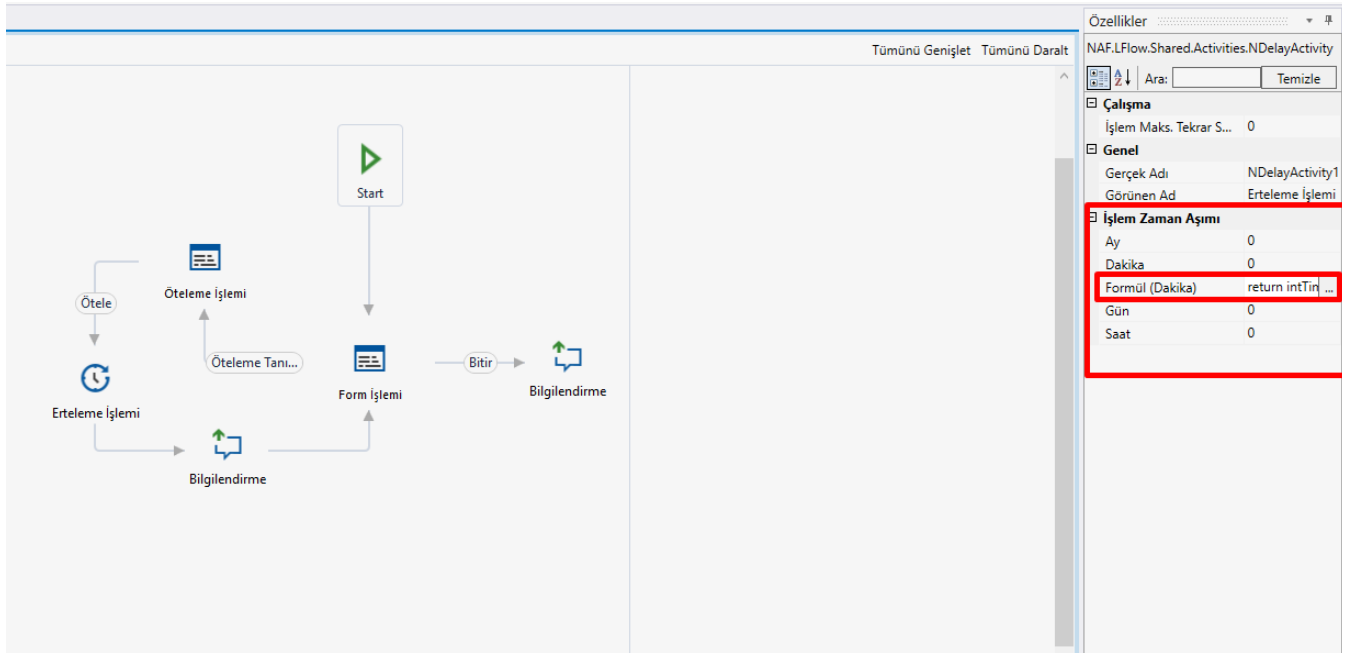 Özellikler
Tümünü Genişlet Tümünü Daralt
NAF.LFlow.Shared.Activities.NDelayActivity
Ara: Temizle
Çalışma
İşlem Maks. Tekrar S... 0
Genel
Gerçek Adı NDelayActivity1
Görünen Ad Erteleme İşlemi
İşlem Zaman Aşımı
Ay 0
Dakika 0
Formül (Dakika) return intTin ...
Gün 0
Saat 0
Start
Öteleme İşlemi
Ötele
Öteleme Tanı...
Form İşlemi
Bitir
Bilgilendirme
Erteleme İşlemi
Bilgilendirme